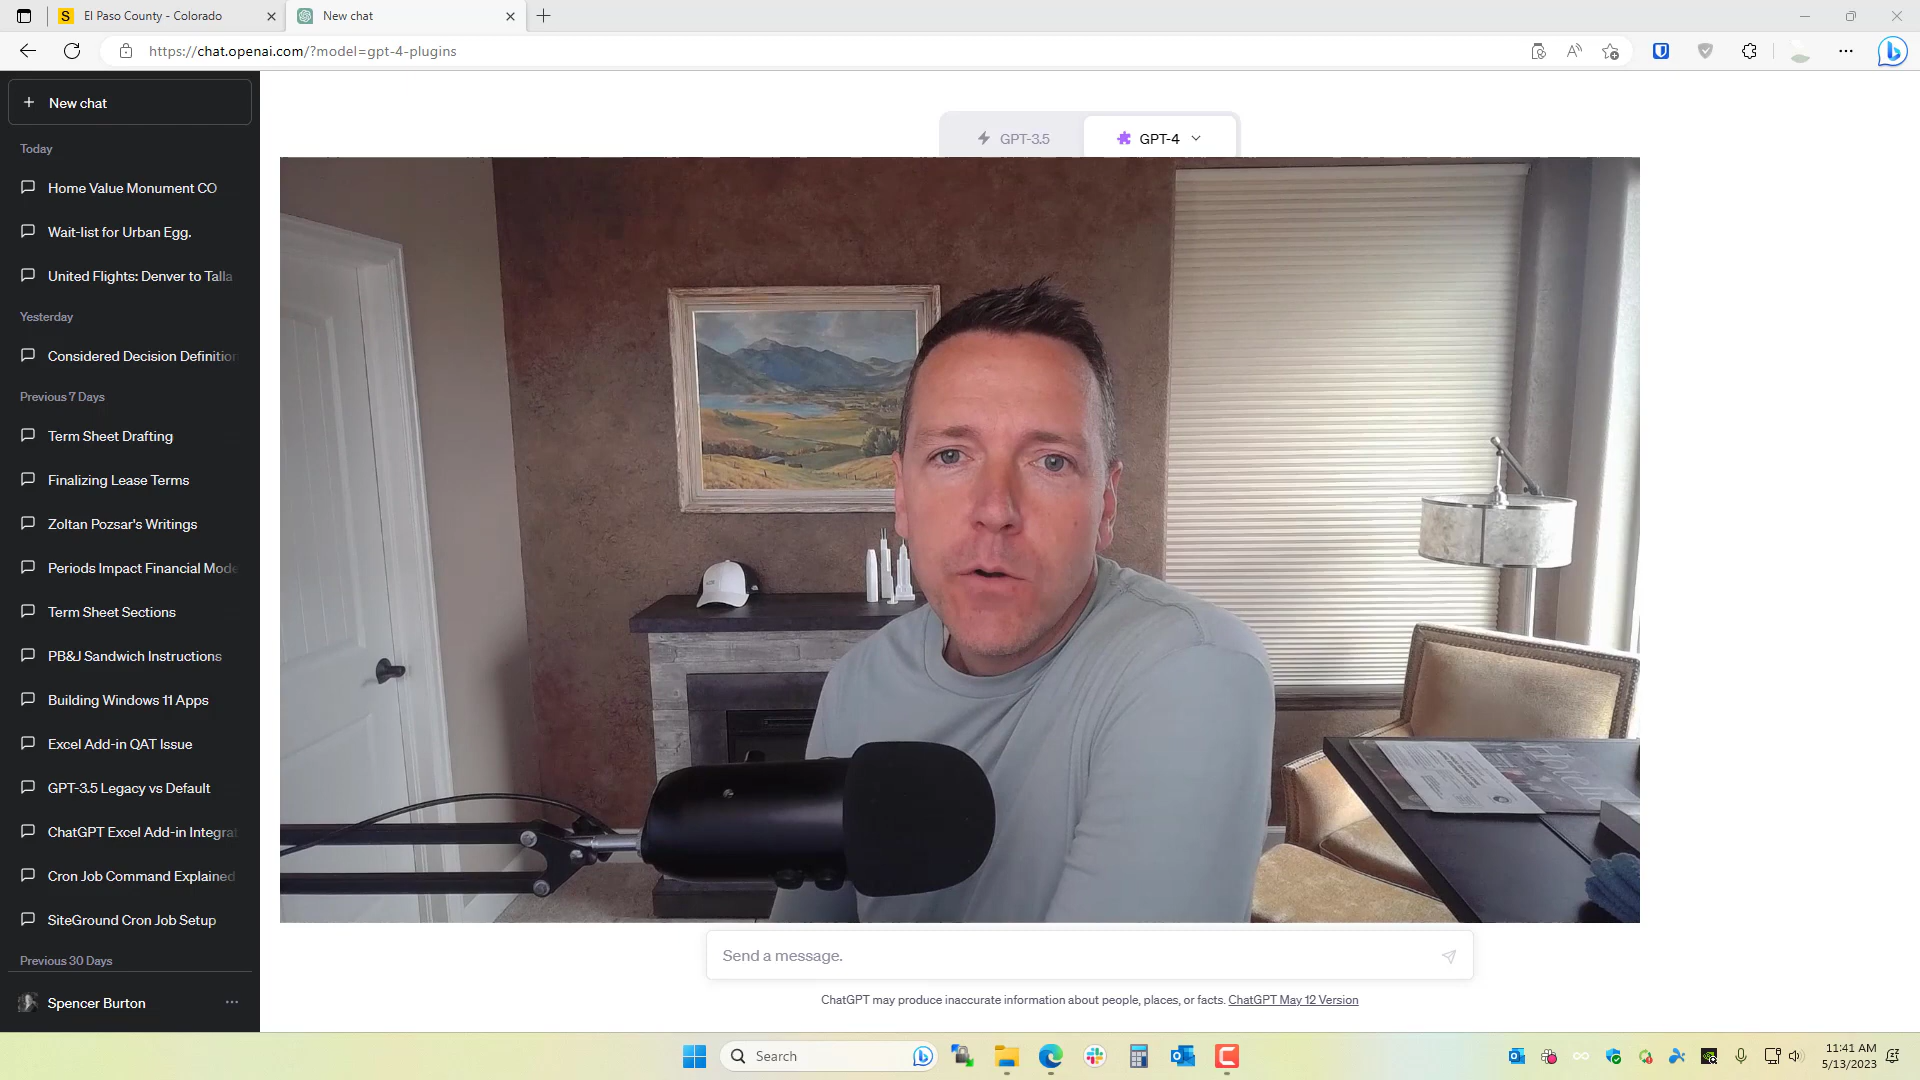 El Paso County - Colorado
New chat
https://chat.openai.com/?model=gpt-4-plugins
New chat
GPT-3.5
GPT-4
Today
Home Value Monument CO
Wait-list for Urban Egg.
United Flights: Denver to Talla
Yesterday
Considered Decision Definition
Previous 7 Days
Term Sheet Drafting
Finalizing Lease Terms
Zoltan Pozsar's Writings
Periods Impact Financial Mode
Term Sheet Sections
PB&J Sandwich Instructions
Building Windows 11 Apps
Excel Add-in QAT Issue
GPT-3.5 Legacy vs Default
ChatGPT Excel Add-in Integrat
Cron Job Command Explained
SiteGround Cron Job Setup
Previous 30 Days
Spencer Burton
Send a message.
ChatGPT may produce inaccurate information about people, places, or facts. ChatGPT May 12 Version
Search
11:41 AM
5/13/2023